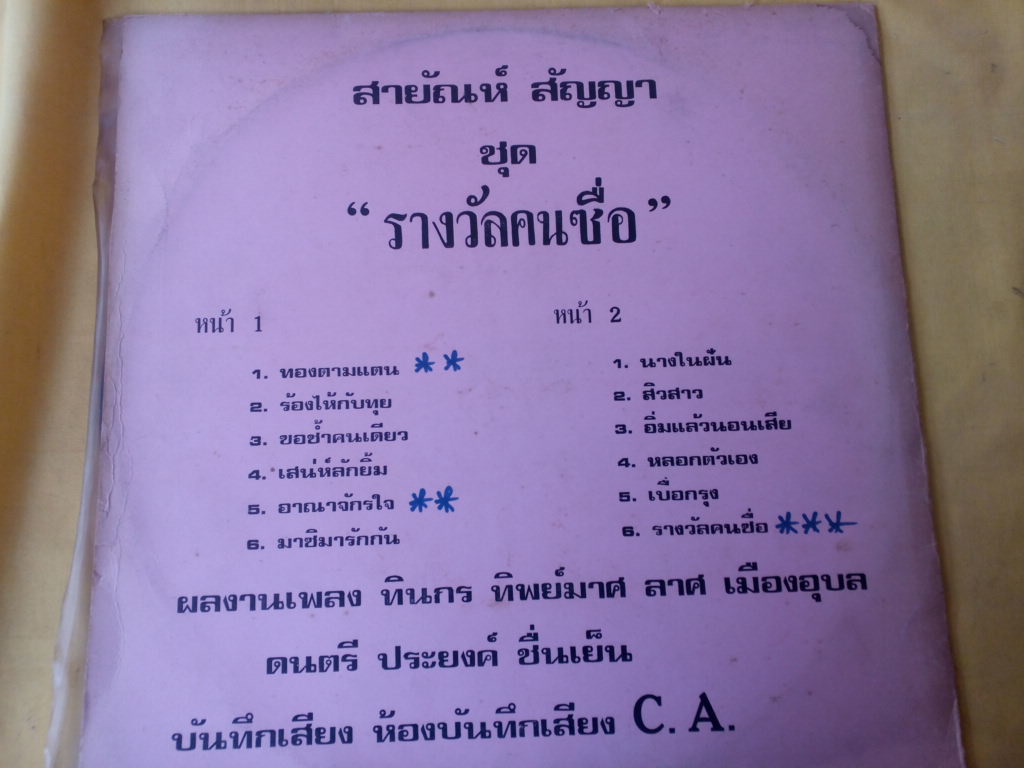 สายัณห์ สัญญา
ชุด
“ รางวัลคนซื่อ ”
หน้า 1
1. ทองตามแตน **
2. ร้องไห้กับทุย
3. ขอช้ำคนเดียว
4. เสน่ห์ลักยิ้ม
5. อาณาจักรใจ **
6. มาซิมารักกัน
หน้า 2
1. นางในฝัน
2. สิวสาว
3. อิ่มแล้วนอนเสีย
4. หลอกตัวเอง
5. เบื่อกรุง
6. รางวัลคนซื่อ ***
ผลงานเพลง ทินกร ทิพย์มาศ ลาศ เมืองอุบล
ดนตรี ประยงค์ ชื่นเย็น
บันทึกเสียง ห้องบันทึกเสียง C. A.